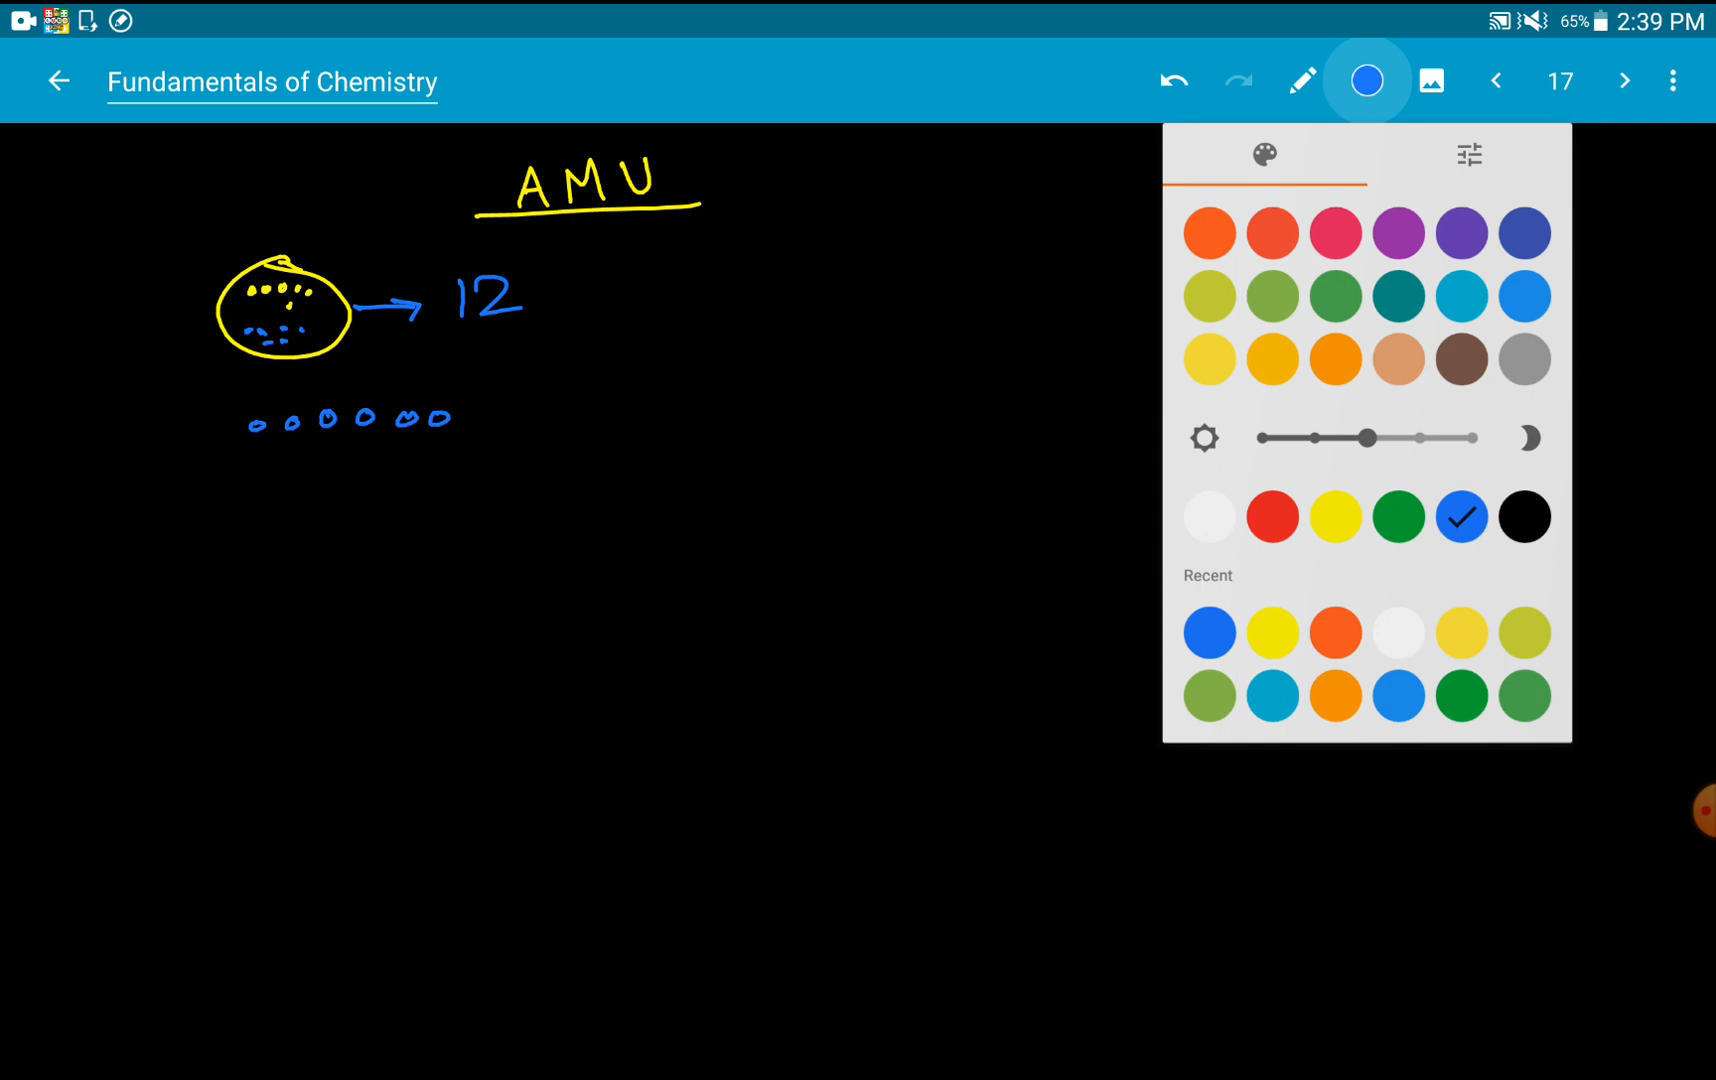 65% 2:39 PM
Fundamentals of Chemistry
17
AMU
12
Recent